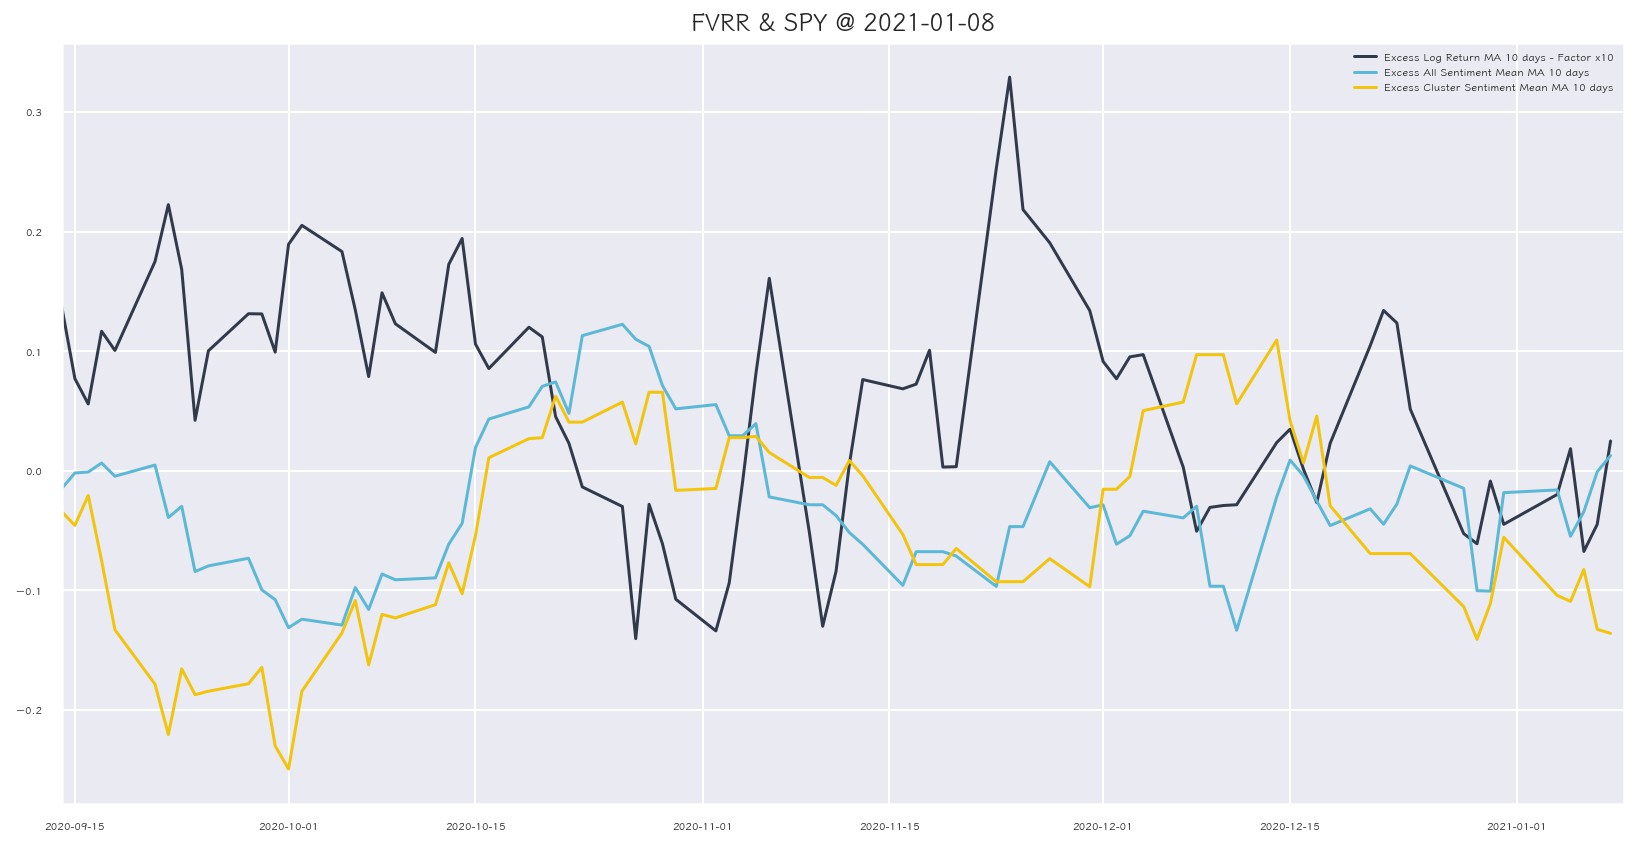 FVRR & SPY @ 2021-01-08
Excess Log Return MA 10 days - Factor x10
Excess All Sentiment Mean MA 10 days
Excess Cluster Sentiment Mean MA 10 days
0.3
0.2
0.1
0.0
−0.1
−0.2
2020-09-15 2020-10-01 2020-10-15 2020-11-01 2020-11-15 2020-12-01 2020-12-15 2021-01-01